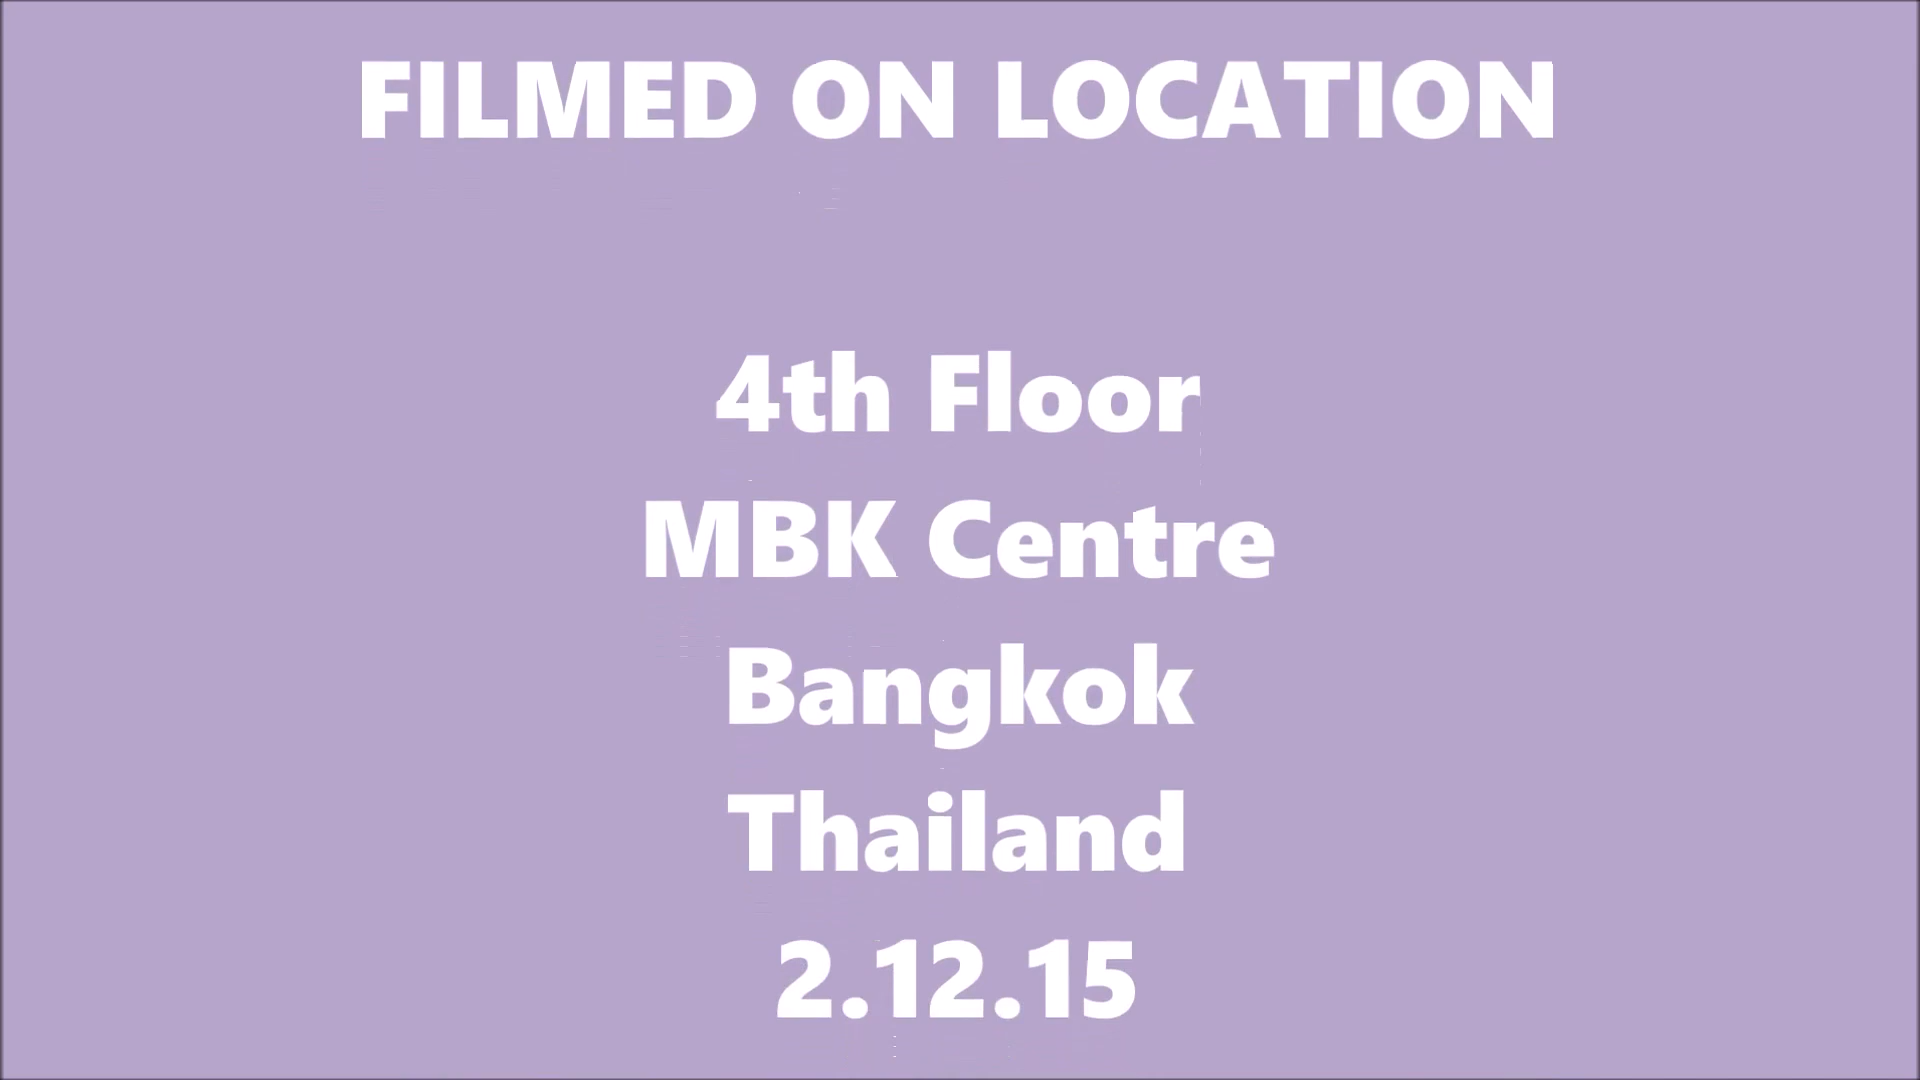 FILMED ON LOCATION
4th Floor
MBK Centre
Bangkok
Thailand
2.12.15